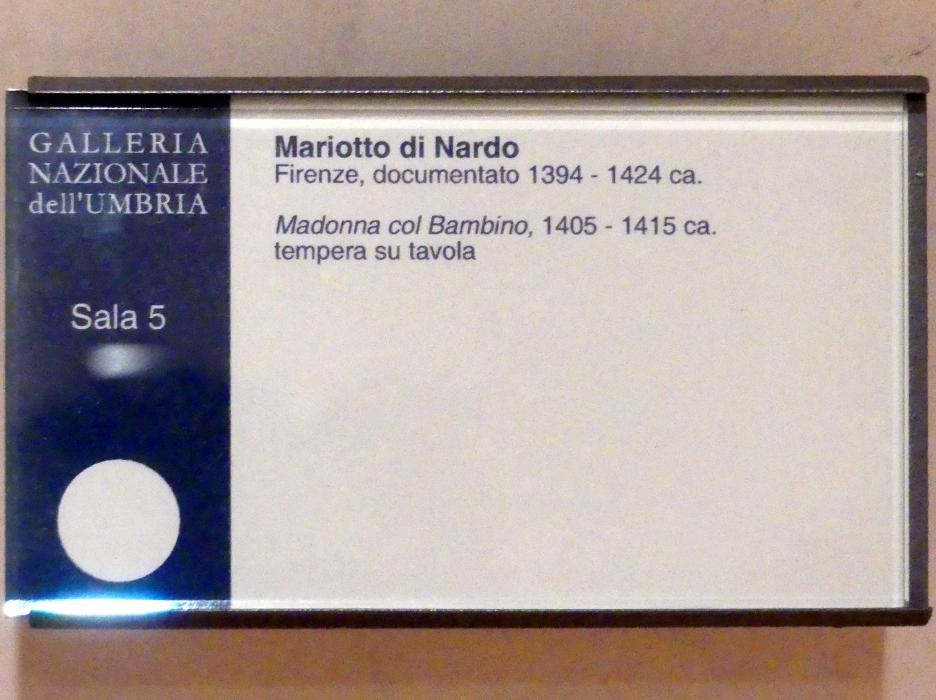 GALLERIA
NAZIONALE
dell'UMBRIA
Sala 5
Mariotto di Nardo
Firenze, documentato 1394 - 1424 ca.
Madonna col Bambino, 1405 - 1415 ca.
tempera su tavola